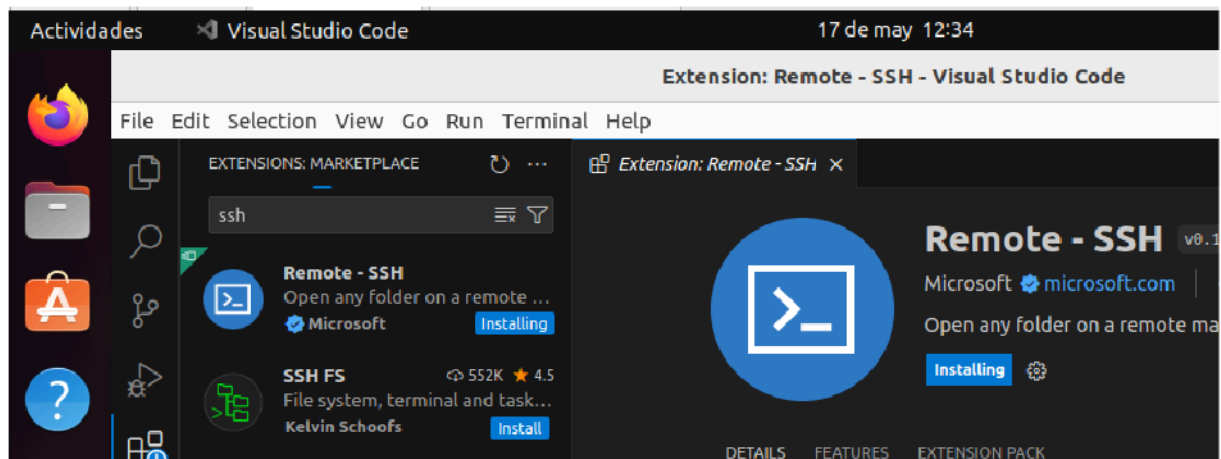 Actividades Visual Studio Code 17 de may 12:34
Extension: Remote - SSH - Visual Studio Code
File Edit Selection View Go Run Terminal Help
EXTENSIONS: MARKETPLACE
ssh
Remote - SSH
Open any folder on a remote ...
Microsoft Installing
SSH FS 552K 4.5
File system, terminal and task...
Kelvin Schoofs Install
Extension: Remote - SSH
Remote - SSH v0.1
Microsoft microsoft.com
Open any folder on a remote ma
Installing
DETAILS FEATURES EXTENSION PACK